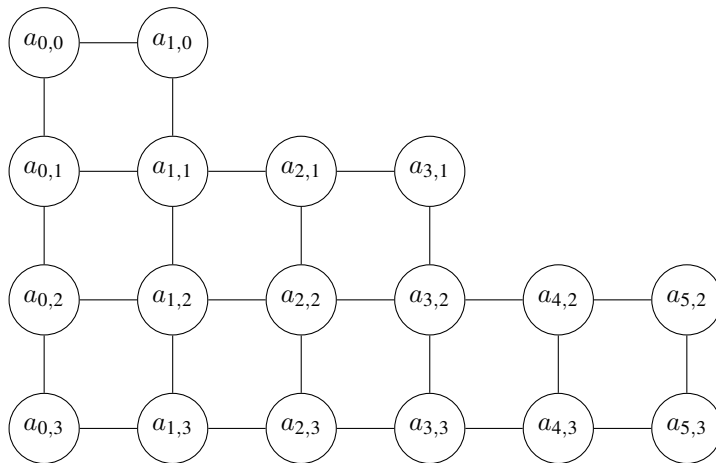 a0,0 a1,0
a0,1 a1,1 a2,1 a3,1
a0,2 a1,2 a2,2 a3,2 a4,2 a5,2
a0,3 a1,3 a2,3 a3,3 a4,3 a5,3